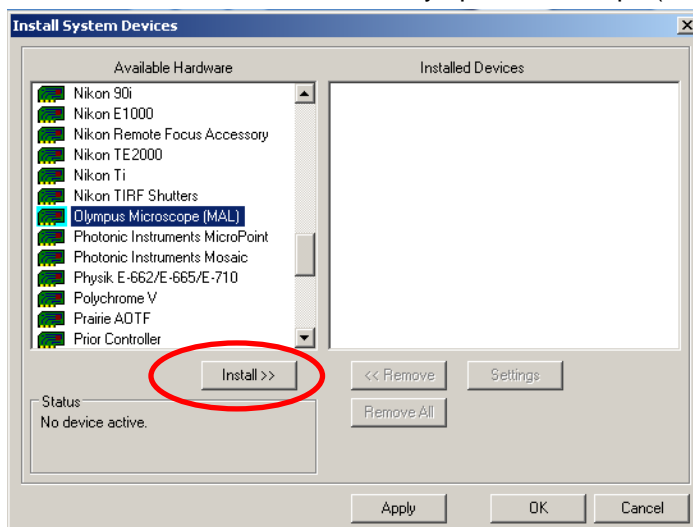 Install System Devices
Available Hardware
Installed Devices
Nikon 90i
Nikon E1000
Nikon Remote Focus Accessory
Nikon TE2000
Nikon Ti
Nikon TIRF Shutters
Olympus Microscope (MAL)
Photonic Instruments MicroPoint
Photonic Instruments Mosaic
Physik E-662/E-665/E-710
Polychrome V
Prairie AOTF
Prior Controller
Install >>
<< Remove
Settings
Remove All
Status
No device active.
Apply
OK
Cancel